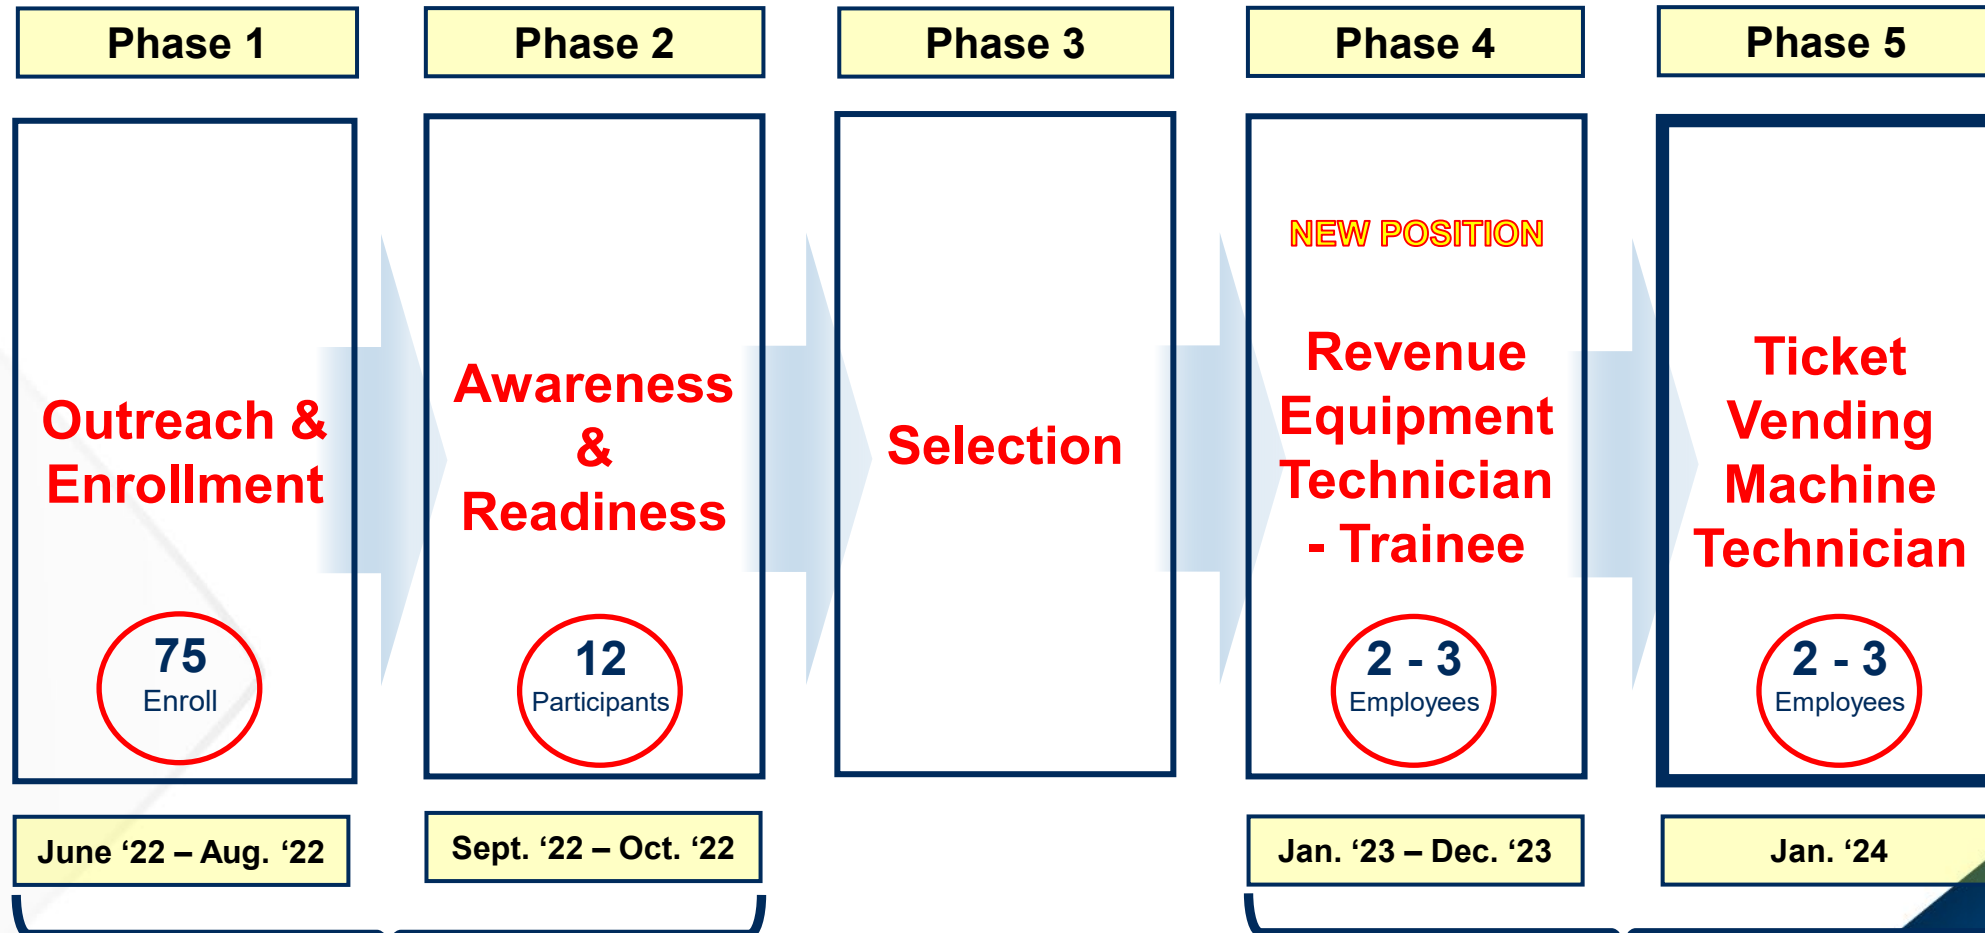 Phase 1
Phase 2
Phase 3
Phase 4
Phase 5
Outreach &
Enrollment
75
Enroll
Awareness
&
Readiness
12
Participants
Selection
NEW POSITION
Revenue
Equipment
Technician
- Trainee
2 - 3
Employees
Ticket
Vending
Machine
Technician
2 - 3
Employees
June ‘22 – Aug. ‘22
Sept. ‘22 – Oct. ‘22
Jan. ‘23 – Dec. ‘23
Jan. ‘24